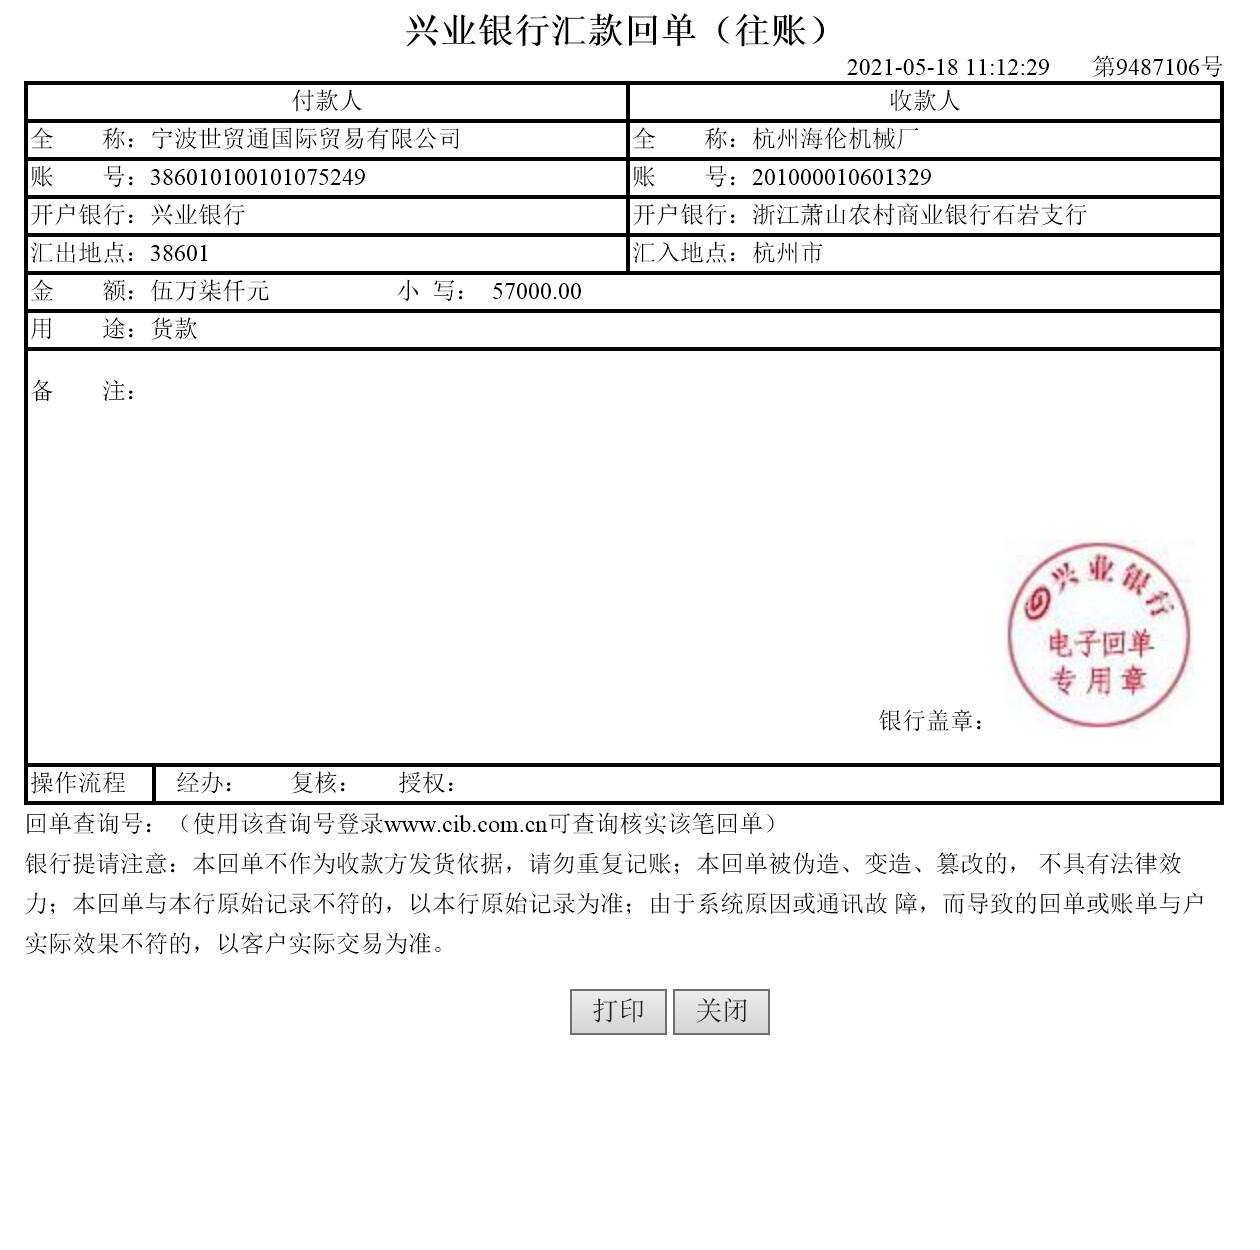 兴业银行汇款回单（往账）
2021-05-18 11:12:29 第9487106号
付款人 收款人
全 称：宁波世贸通国际贸易有限公司 全 称：杭州海伦机械厂
账 号：386010100101075249 账 号：201000010601329
开户银行：兴业银行 开户银行：浙江萧山农村商业银行石岩支行
汇出地点：38601 汇入地点：杭州市
金 额：伍万柒仟元 小 写： 57000.00
用 途：货款
备 注：
兴业银行
电子回单
专用章
银行盖章：
操作流程 经办： 复核： 授权：
回单查询号：（使用该查询号登录www.cib.com.cn可查询核实该笔回单）
银行提请注意：本回单不作为收款方发货依据，请勿重复记账；本回单被伪造、变造、篡改的， 不具有法律效
力；本回单与本行原始记录不符的，以本行原始记录为准；由于系统原因或通讯故 障，而导致的回单或账单与户
实际效果不符的，以客户实际交易为准。
打印 关闭